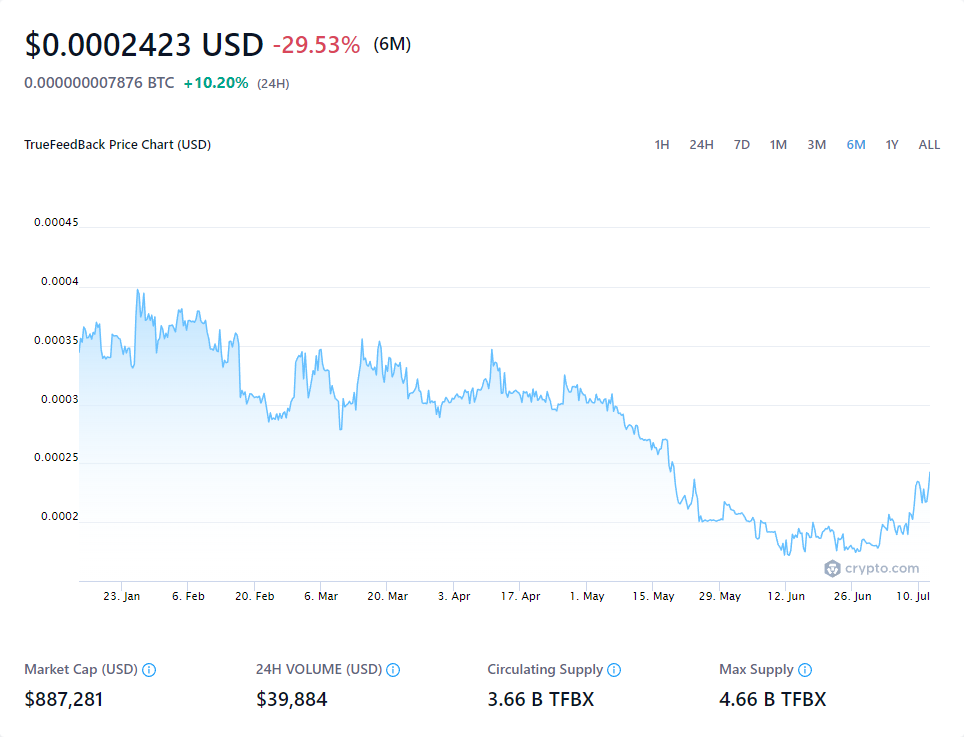 $0.0002423 USD -29.53% (6M)
0.000000007876 BTC +10.20% (24H)
TrueFeedBack Price Chart (USD) 1H 24H 7D 1M 3M 6M 1Y ALL
0.00045
0.0004
0.00035
0.0003
0.00025
0.0002
crypto.com
23. Jan 6. Feb 20. Feb 6. Mar 20. Mar 3. Apr 17. Apr 1. May 15. May 29. May 12. Jun 26. Jun 10. Jul
Market Cap (USD) 24H VOLUME (USD) Circulating Supply Max Supply
$887,281 $39,884 3.66 B TFBX 4.66 B TFBX